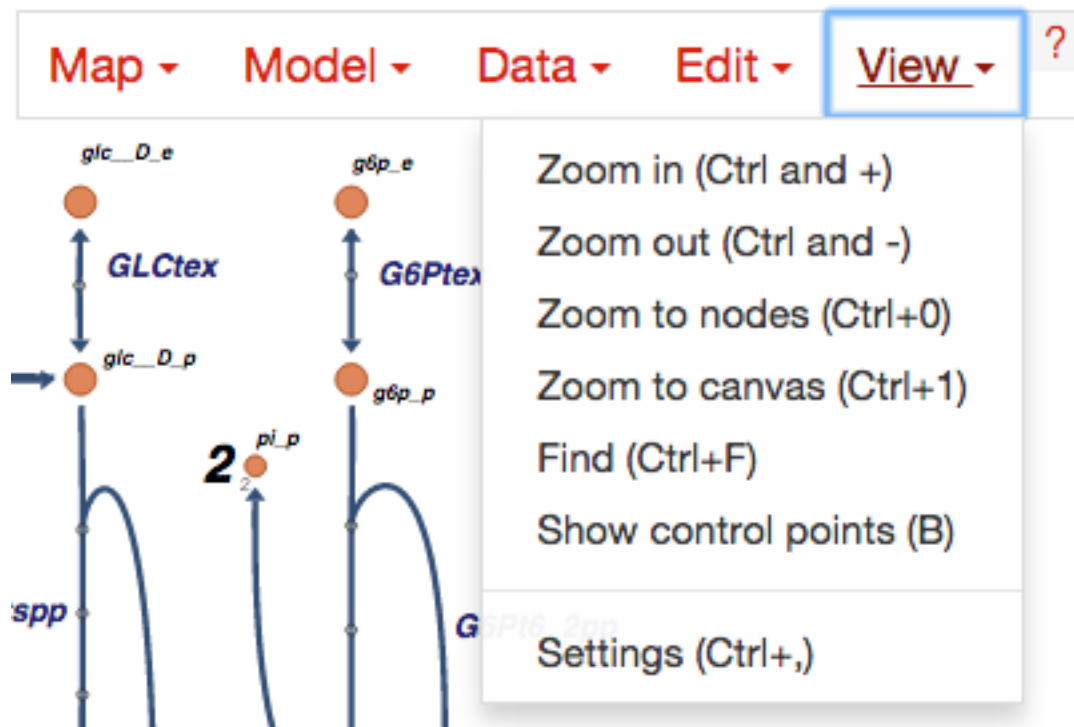 Map Model Data Edit View ?
glc__D_e g6p_e
Zoom in (Ctrl and +)
Zoom out (Ctrl and -)
GLCtex G6Ptex
Zoom to nodes (Ctrl+0)
glc__D_p
Zoom to canvas (Ctrl+1)
g6p_p
2 pi_p
2
Find (Ctrl+F)
Show control points (B)
spp
G6Pt6_2pp
Settings (Ctrl+,)